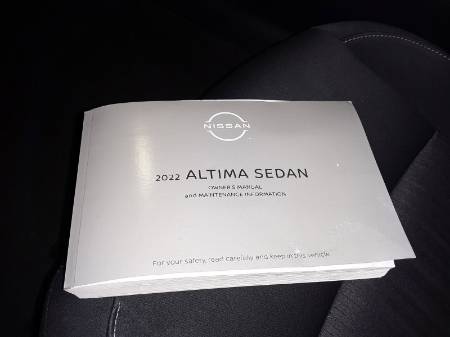 NISSAN
2022 ALTIMA SEDAN
OWNER'S MANUAL
and MAINTENANCE INFORMATION
For your safety, read carefully and keep in this vehicle.